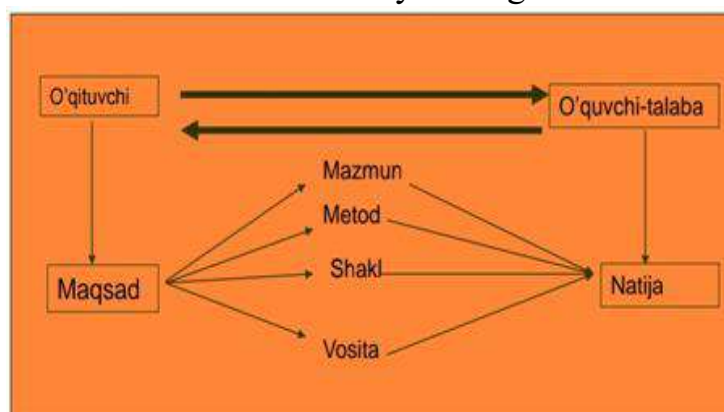 O'qituvchi
O'quvchi-talaba
Mazmun
Metod
Shakl
Maqsad
Natija
Vosita